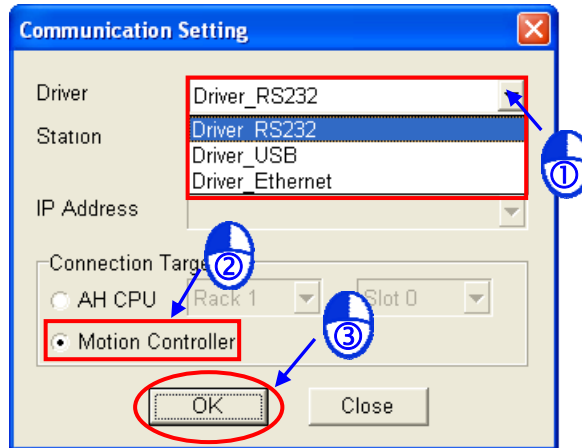 Communication Setting
Driver
Driver_RS232
Driver_RS232
Driver_USB
Driver_Ethernet
Station
①
IP Address
Connection Targe
②
AH CPU Rack 1 Slot 0
③
Motion Controller
OK Close